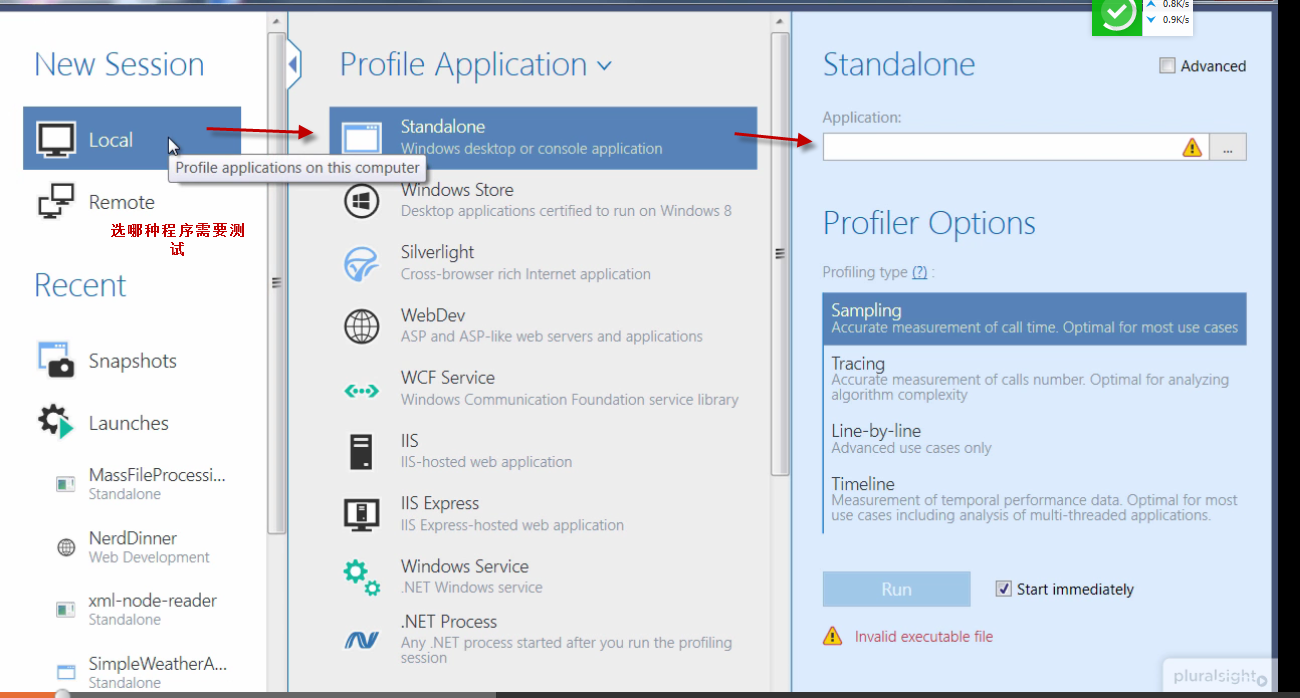 0.8K/s
0.9K/s
New Session
Local
Profile applications on this computer
Remote
选哪种程序需要测
试
Recent
Snapshots
Launches
MassFileProcessi...
Standalone
NerdDinner
Web Development
xml-node-reader
Standalone
SimpleWeatherA...
Standalone
Profile Application
Standalone
Windows desktop or console application
Windows Store
Desktop applications certified to run on Windows 8
Silverlight
Cross-browser rich Internet application
WebDev
ASP and ASP-like web servers and applications
WCF Service
Windows Communication Foundation service library
IIS
IIS-hosted web application
IIS Express
IIS Express-hosted web application
Windows Service
.NET Windows service
.NET Process
Any .NET process started after you run the profiling
session
Standalone
Advanced
Application:
...
Profiler Options
Profiling type (?) :
Sampling
Accurate measurement of call time. Optimal for most use cases
Tracing
Accurate measurement of calls number. Optimal for analyzing
algorithm complexity
Line-by-line
Advanced use cases only
Timeline
Measurement of temporal performance data. Optimal for most
use cases including analysis of multi-threaded applications.
Run
Start immediately
Invalid executable file
pluralsight